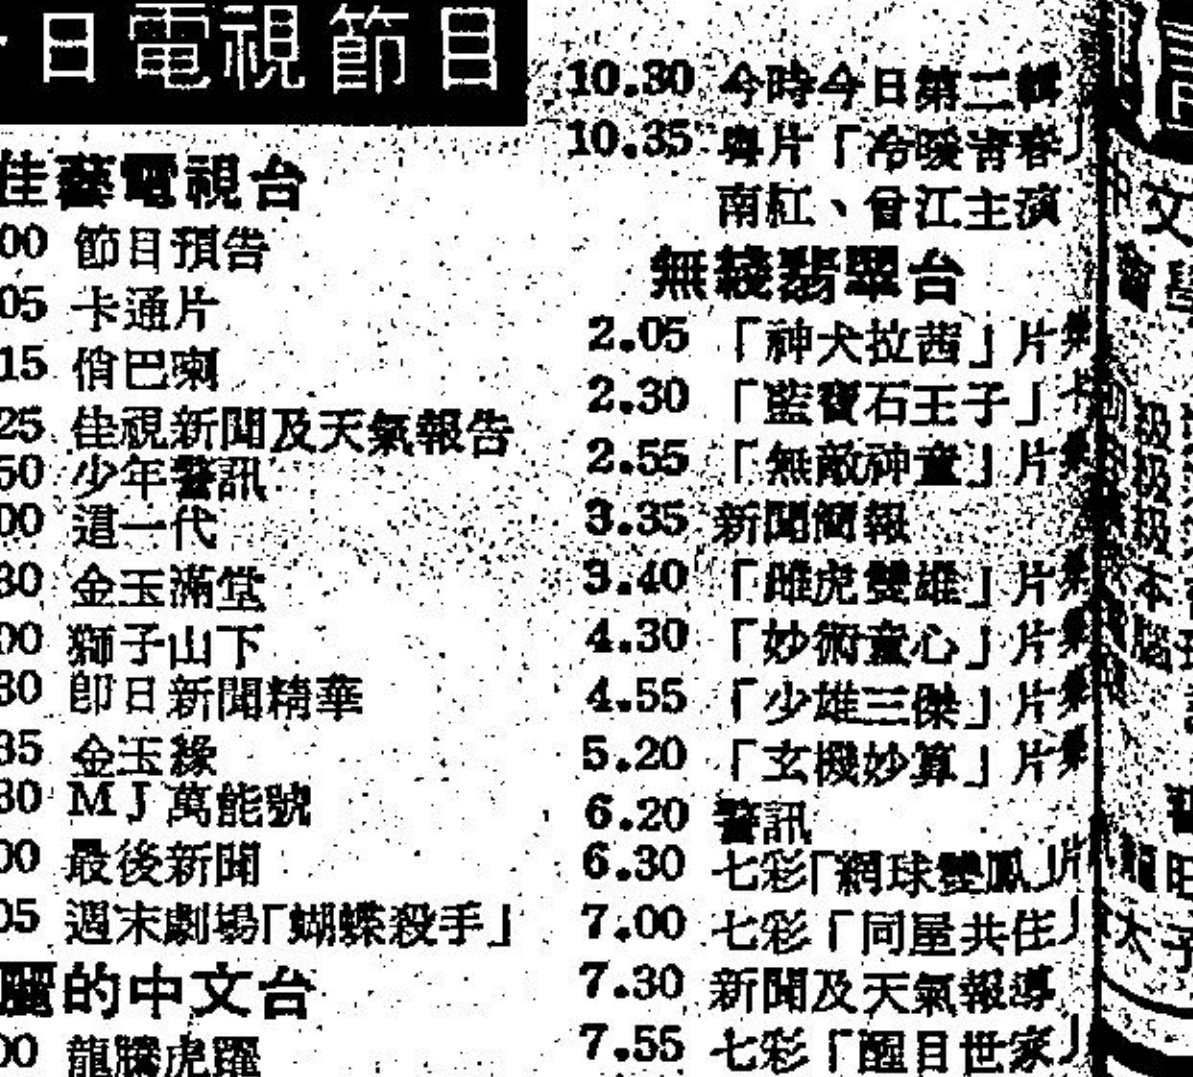 日電視節目
佳藝電視台
00 節目預告
05 卡通片
15 俏巴喇
25 佳視新聞及天氣報告
50 少年警訊
00 這一代
30 金玉滿堂
00 獅子山下
30 即日新聞精華
35 金玉緣
30 MJ萬能號
00 最後新聞
05 週末劇場「蝴蝶殺手」
麗的中文台
00 龍騰虎躍
10.30 今時今日第二輯
10.35 粵片「冷暖青春」
南紅、曾江主演
無綫翡翠台
2.05 「神犬拉茜」片集
2.30 「藍寶石王子」卡
2.55 「無敵神童」片集
3.35 新聞簡報
3.40 「雌虎雙雄」片集
4.30 「妙術童心」片集
4.55 「少雄三傑」片集
5.20 「玄機妙算」片集
6.20 警訊
6.30 七彩「網球雙鳳」片
7.00 七彩「同屋共住」
7.30 新聞及天氣報導
7.55 七彩「醒目世家」